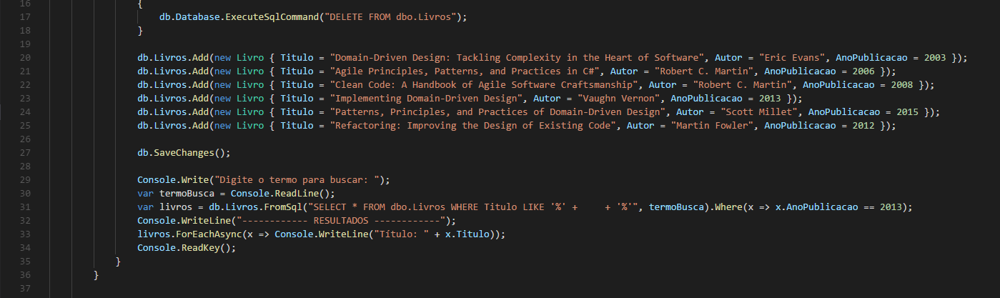 16 {
17 db.Database.ExecuteSqlCommand("DELETE FROM dbo.Livros");
18 }
19
20 db.Livros.Add(new Livro { Titulo = "Domain-Driven Design: Tackling Complexity in the Heart of Software", Autor = "Eric Evans", AnoPublicacao = 2003 });
21 db.Livros.Add(new Livro { Titulo = "Agile Principles, Patterns, and Practices in C#", Autor = "Robert C. Martin", AnoPublicacao = 2006 });
22 db.Livros.Add(new Livro { Titulo = "Clean Code: A Handbook of Agile Software Craftsmanship", Autor = "Robert C. Martin", AnoPublicacao = 2008 });
23 db.Livros.Add(new Livro { Titulo = "Implementing Domain-Driven Design", Autor = "Vaughn Vernon", AnoPublicacao = 2013 });
24 db.Livros.Add(new Livro { Titulo = "Patterns, Principles, and Practices of Domain-Driven Design", Autor = "Scott Millet", AnoPublicacao = 2015 });
25 db.Livros.Add(new Livro { Titulo = "Refactoring: Improving the Design of Existing Code", Autor = "Martin Fowler", AnoPublicacao = 2012 });
26
27 db.SaveChanges();
28
29 Console.Write("Digite o termo para buscar: ");
30 var termoBusca = Console.ReadLine();
31 var livros = db.Livros.FromSql("SELECT * FROM dbo.Livros WHERE Titulo LIKE '%' +     + '%'", termoBusca).Where(x => x.AnoPublicacao == 2013);
32 Console.WriteLine("------------ RESULTADOS ------------");
33 livros.ForEachAsync(x => Console.WriteLine("Título: " + x.Titulo));
34 Console.ReadKey();
35 }
36 }
37